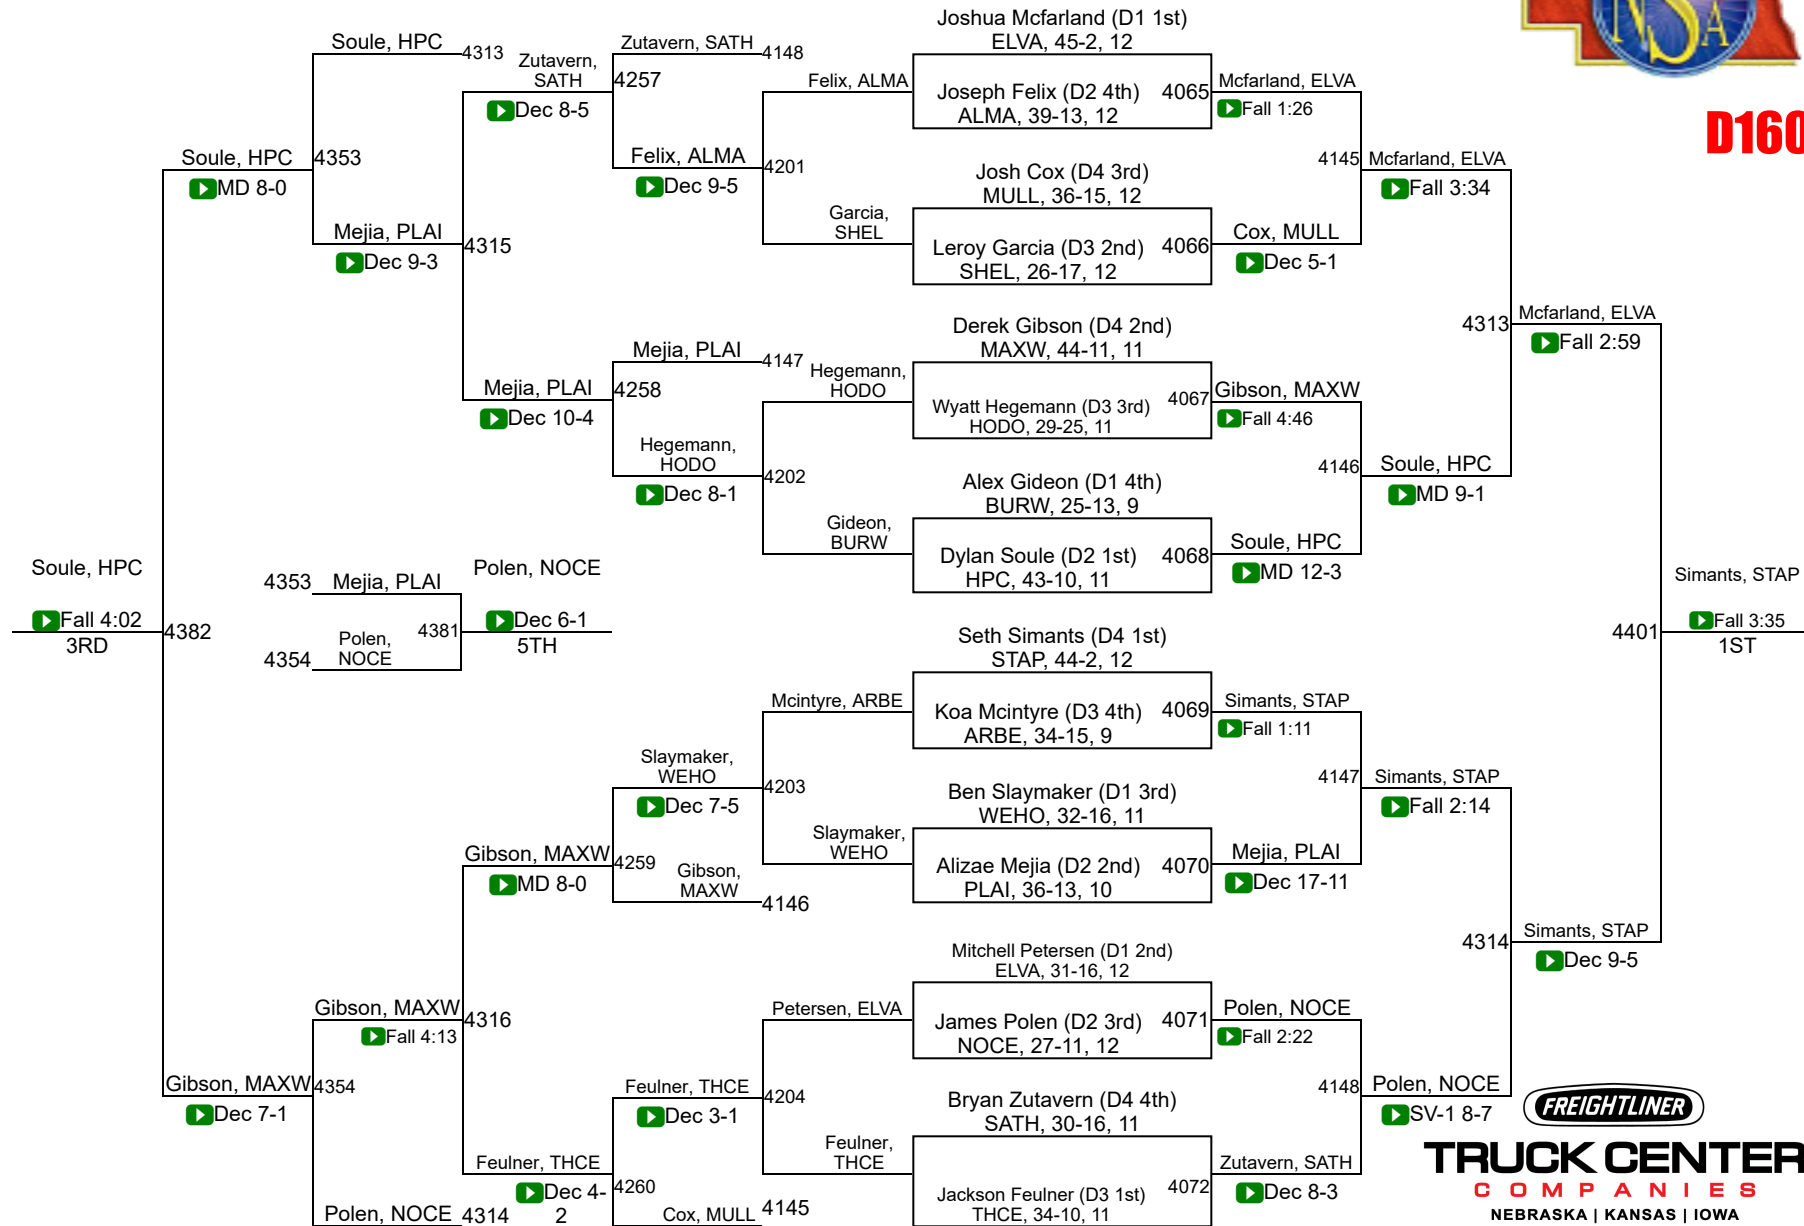 Joshua Mcfarland (D1 1st)
ELVA, 45-2, 12
Soule, HPC
4313
Zutavern, SATH
4148
Zutavern,
SATH
4257
Dec 8-5
Felix, ALMA
Joseph Felix (D2 4th)
ALMA, 39-13, 12
4065
Mcfarland, ELVA
Fall 1:26
NSA
D160
Soule, HPC
4353
MD 8-0
Felix, ALMA
4201
Dec 9-5
Josh Cox (D4 3rd)
MULL, 36-15, 12
4145
Mcfarland, ELVA
Fall 3:34
Mejia, PLAI
4315
Dec 9-3
Garcia,
SHEL
Leroy Garcia (D3 2nd)
SHEL, 26-17, 12
4066
Cox, MULL
Dec 5-1
Derek Gibson (D4 2nd)
MAXW, 44-11, 11
4313
Mcfarland, ELVA
Fall 2:59
Mejia, PLAI
4147
Mejia, PLAI
4258
Dec 10-4
Hegemann,
HODO
Wyatt Hegemann (D3 3rd)
HODO, 29-25, 11
4067
Gibson, MAXW
Fall 4:46
Hegemann,
HODO
4202
Dec 8-1
Alex Gideon (D1 4th)
BURW, 25-13, 9
4146
Soule, HPC
MD 9-1
Gideon,
BURW
Dylan Soule (D2 1st)
HPC, 43-10, 11
4068
Soule, HPC
MD 12-3
Soule, HPC
Fall 4:02
3RD
4382
4353
Mejia, PLAI
Polen, NOCE
4354
Polen,
NOCE
4381
Dec 6-1
5TH
Seth Simants (D4 1st)
STAP, 44-2, 12
4401
Simants, STAP
Fall 3:35
1ST
Mcintyre, ARBE
Koa Mcintyre (D3 4th)
ARBE, 34-15, 9
4069
Simants, STAP
Fall 1:11
Slaymaker,
WEHO
4203
Dec 7-5
Ben Slaymaker (D1 3rd)
WEHO, 32-16, 11
4147
Simants, STAP
Fall 2:14
Gibson, MAXW
4259
MD 8-0
Gibson,
MAXW
4146
Slaymaker,
WEHO
Alizae Mejia (D2 2nd)
PLAI, 36-13, 10
4070
Mejia, PLAI
Dec 17-11
Mitchell Petersen (D1 2nd)
ELVA, 31-16, 12
4314
Simants, STAP
Dec 9-5
Gibson, MAXW
4316
Fall 4:13
Petersen, ELVA
James Polen (D2 3rd)
NOCE, 27-11, 12
4071
Polen, NOCE
Fall 2:22
Gibson, MAXW
4354
Dec 7-1
Feulner, THCE
4204
Dec 3-1
Bryan Zutavern (D4 4th)
SATH, 30-16, 11
4148
Polen, NOCE
SV-1 8-7
Feulner, THCE
4260
Dec 4-
2
Feulner,
THCE
Jackson Feulner (D3 1st)
THCE, 34-10, 11
4072
Zutavern, SATH
Dec 8-3
Polen, NOCE
4314
Cox, MULL
4145
FREIGHTLINER
TRUCK CENTER
COMPANIES
NEBRASKA | KANSAS | IOWA